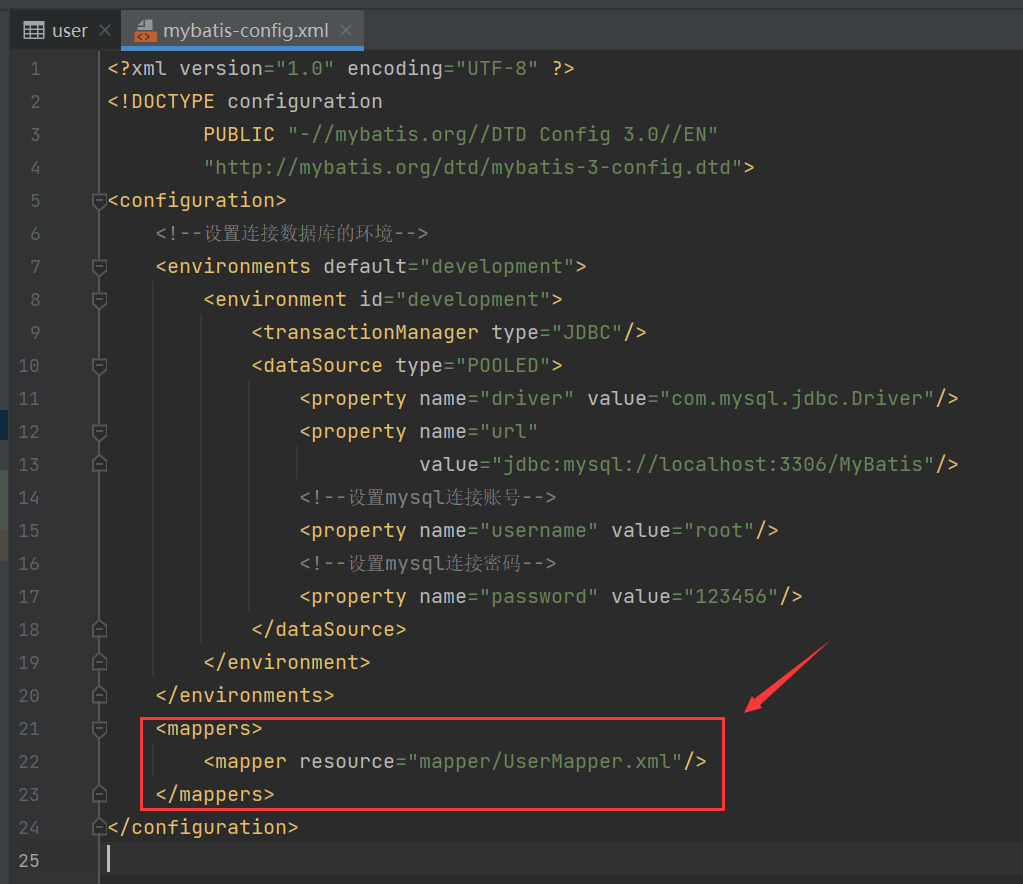 user mybatis-config.xml
1 <?xml version="1.0" encoding="UTF-8" ?>
2 <!DOCTYPE configuration
3 PUBLIC "-//mybatis.org//DTD Config 3.0//EN"
4 "http://mybatis.org/dtd/mybatis-3-config.dtd">
5 <configuration>
6 <!--设置连接数据库的环境-->
7 <environments default="development">
8 <environment id="development">
9 <transactionManager type="JDBC"/>
10 <dataSource type="POOLED">
11 <property name="driver" value="com.mysql.jdbc.Driver"/>
12 <property name="url"
13 value="jdbc:mysql://localhost:3306/MyBatis"/>
14 <!--设置mysql连接账号-->
15 <property name="username" value="root"/>
16 <!--设置mysql连接密码-->
17 <property name="password" value="123456"/>
18 </dataSource>
19 </environment>
20 </environments>
21 <mappers>
22 <mapper resource="mapper/UserMapper.xml"/>
23 </mappers>
24 </configuration>
25